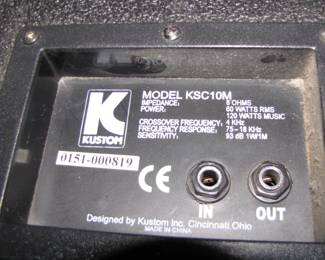 MODEL KSC10M
IMPEDANCE: 8 OHMS
POWER: 60 WATTS RMS
120 WATTS MUSIC
CROSSOVER FREQUENCY: 4 KHz
FREQUENCY RESPONSE: 75 - 18 KHz
SENSITIVITY: 93 dB 1W/1M
K
KUSTOM
0151-000819
CE
IN OUT
Designed by Kustom Inc. Cincinnati, Ohio
MADE IN CHINA